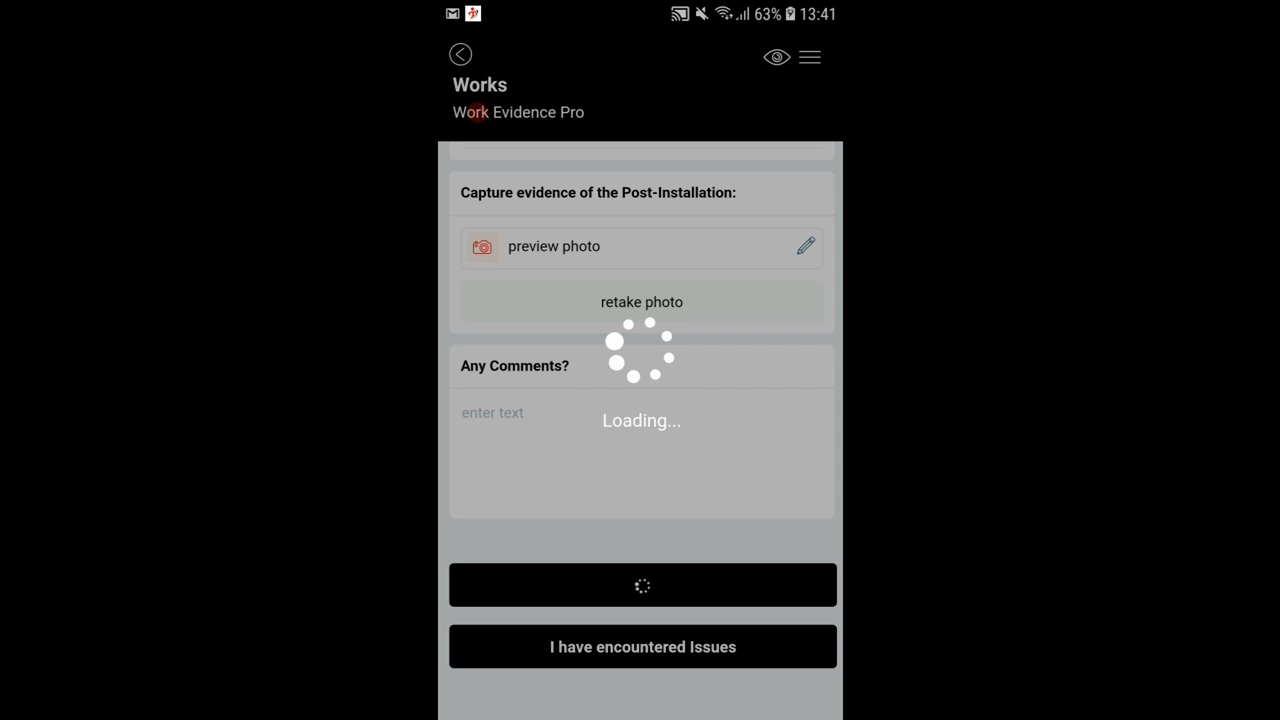 63% 13:41
Works
Work Evidence Pro
Capture evidence of the Post-Installation:
preview photo
retake photo
Any Comments?
enter text
Loading...
I have encountered Issues